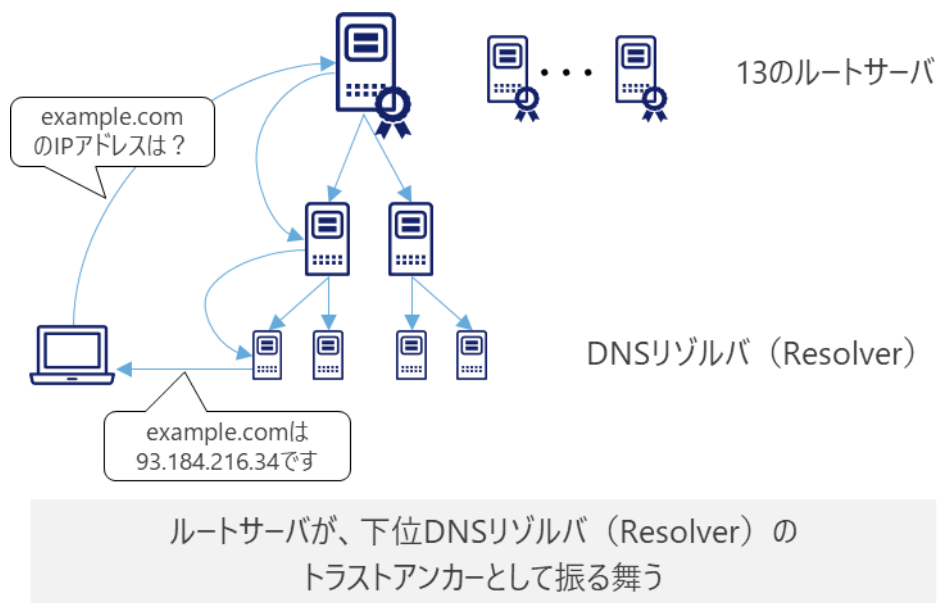 13のルートサーバ
example.com
のIPアドレスは？
DNSリゾルバ（Resolver）
example.comは
93.184.216.34です
ルートサーバが、下位DNSリゾルバ（Resolver）の
トラストアンカーとして振る舞う